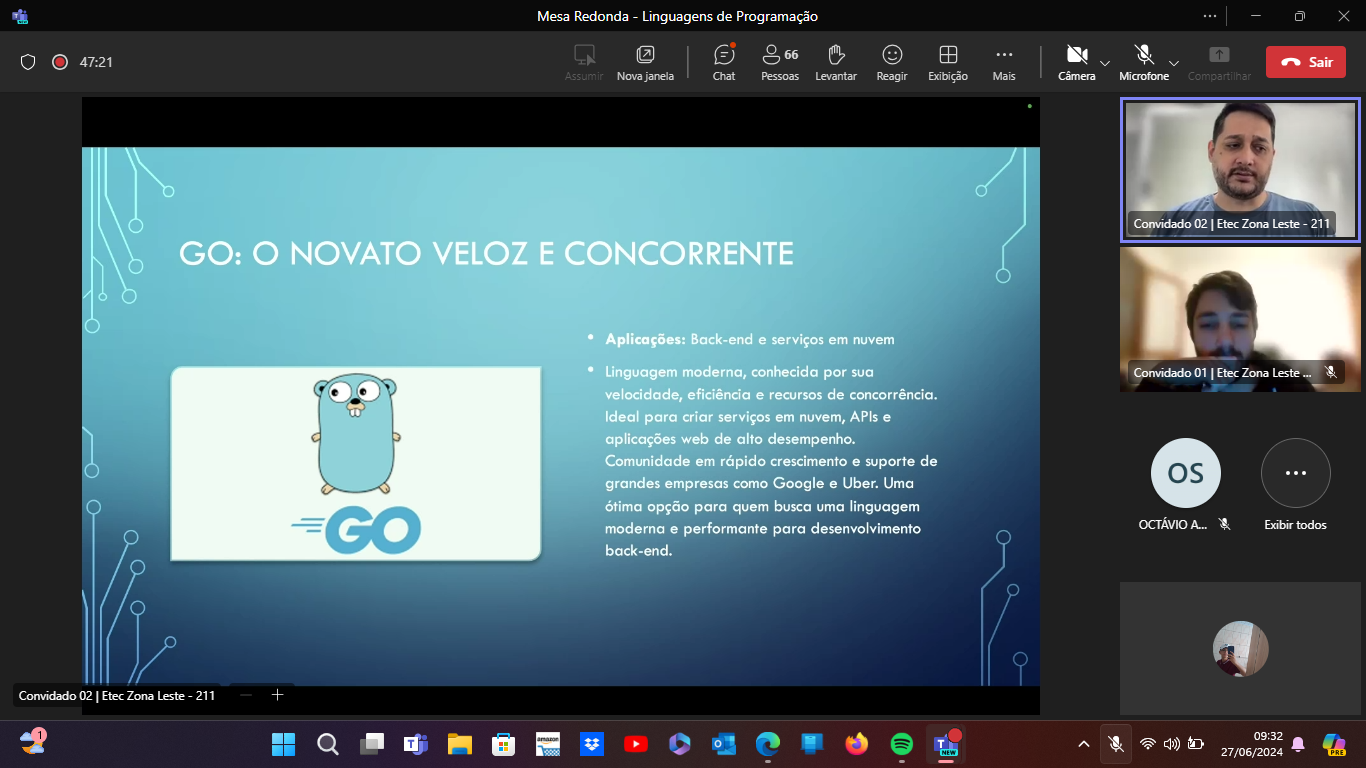 Mesa Redonda - Linguagens de Programação
47:21
Assumir
Nova janela
Chat
66
Pessoas
Levantar
Reagir
Exibição
Mais
Câmera
Microfone
Compartilhar
Sair
GO: O NOVATO VELOZ E CONCORRENTE
• Aplicações: Back-end e serviços em nuvem
• Linguagem moderna, conhecida por sua
velocidade, eficiência e recursos de concorrência.
Ideal para criar serviços em nuvem, APIs e
aplicações web de alto desempenho.
Comunidade em rápido crescimento e suporte de
grandes empresas como Google e Uber. Uma
ótima opção para quem busca uma linguagem
moderna e performante para desenvolvimento
back-end.
GO
Convidado 02 | Etec Zona Leste - 211
Convidado 01 | Etec Zona Leste ...
OS
OCTÁVIO A...
Exibir todos
Convidado 02 | Etec Zona Leste - 211
1
amazon
NEW
09:32
27/06/2024
PRE